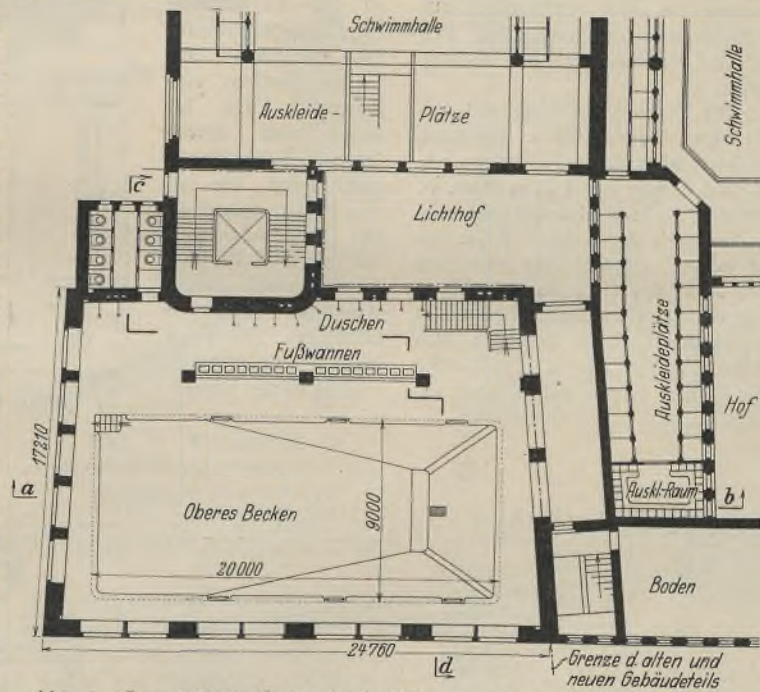 Schwimmhalle
Auskleide-
Plätze
Schwimmhalle
c
Lichthof
Duschen
Fußwannen
Auskleideplätze
Hof
17210
a
Oberes Becken
9000
Auskl.-Raum
b
20000
Boden
24760
d
Grenze d. alten und
neuen Gebäudeteils